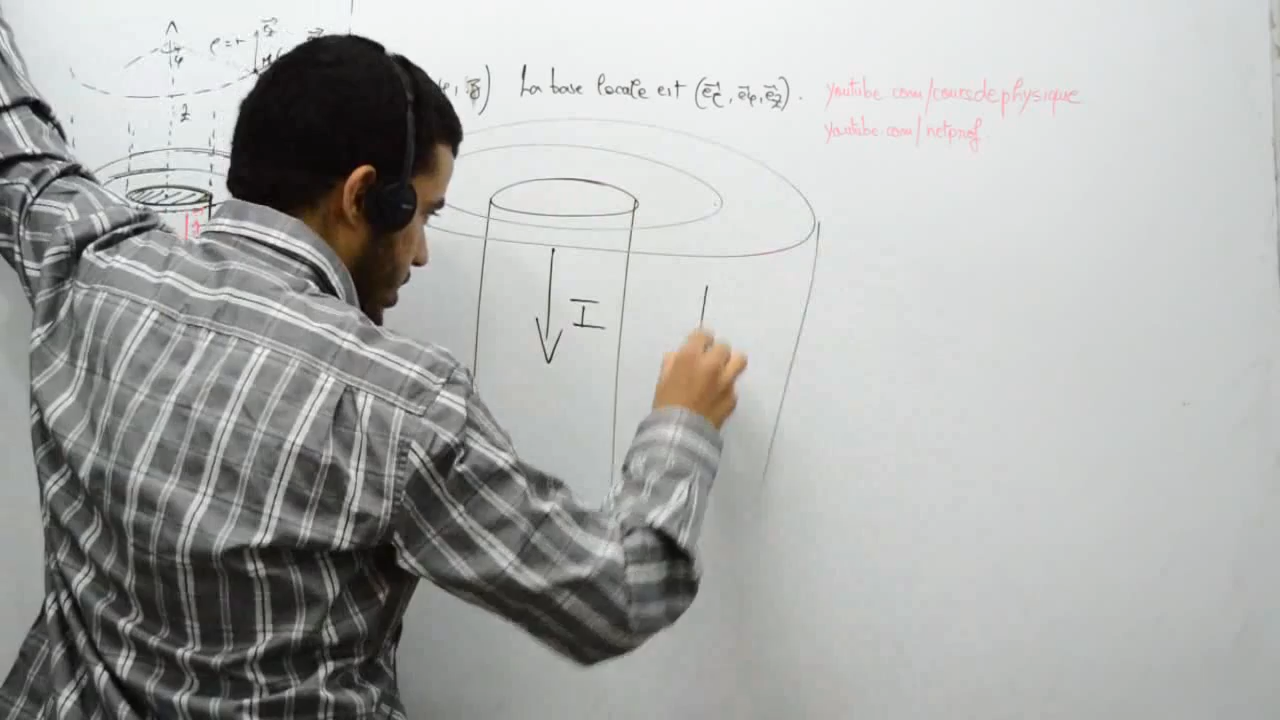 La base locale est (e⃗ρ, e⃗φ, e⃗z).
youtube com/coursdephysique
youtube.com/netprof
ρ = r
z
I